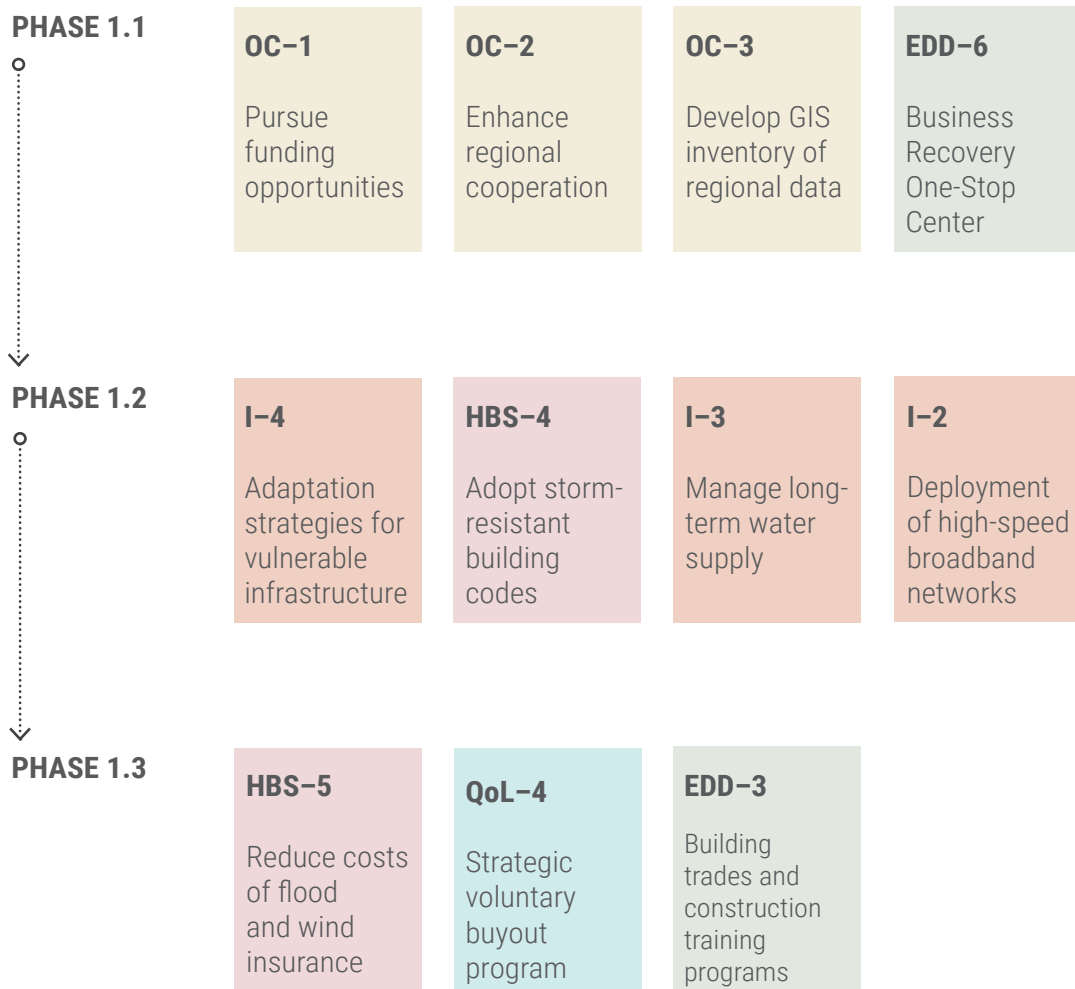 PHASE 1.1
OC–1
Pursue
funding
opportunities
OC–2
Enhance
regional
cooperation
OC–3
Develop GIS
inventory of
regional data
EDD–6
Business
Recovery
One-Stop
Center
PHASE 1.2
I–4
Adaptation
strategies for
vulnerable
infrastructure
HBS–4
Adopt storm-
resistant
building
codes
I–3
Manage long-
term water
supply
I–2
Deployment
of high-speed
broadband
networks
PHASE 1.3
HBS–5
Reduce costs
of flood
and wind
insurance
QoL–4
Strategic
voluntary
buyout
program
EDD–3
Building
trades and
construction
training
programs